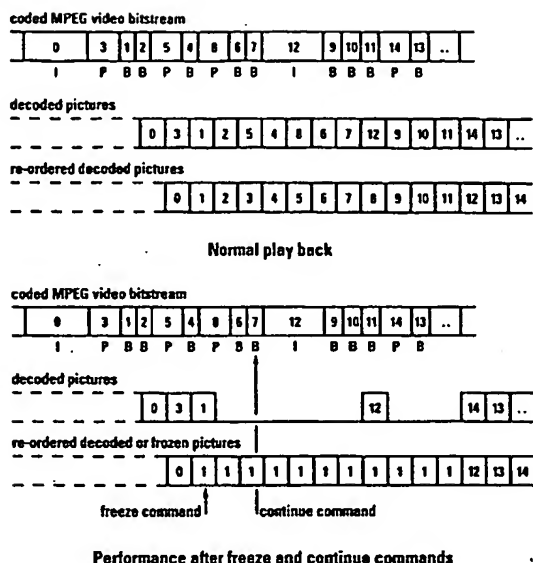 coded MPEG video bitstream
0 3 1 2 5 4 8 6 7 12 9 10 11 14 13 ..
I P B B P B P B B I B B B P B
decoded pictures
0 3 1 2 5 4 8 6 7 12 9 10 11 14 13 ..
re-ordered decoded pictures
0 1 2 3 4 5 6 7 8 9 10 11 12 13 14
Normal play back
coded MPEG video bitstream
0 3 1 2 5 4 8 6 7 12 9 10 11 14 13 ..
I P B B P B P B B I B B B P B
decoded pictures
0 3 1 12 14 13 ..
re-ordered decoded or frozen pictures
0 1 1 1 1 1 1 1 1 1 1 1 12 13 14
freeze command continue command
Performance after freeze and continue commands